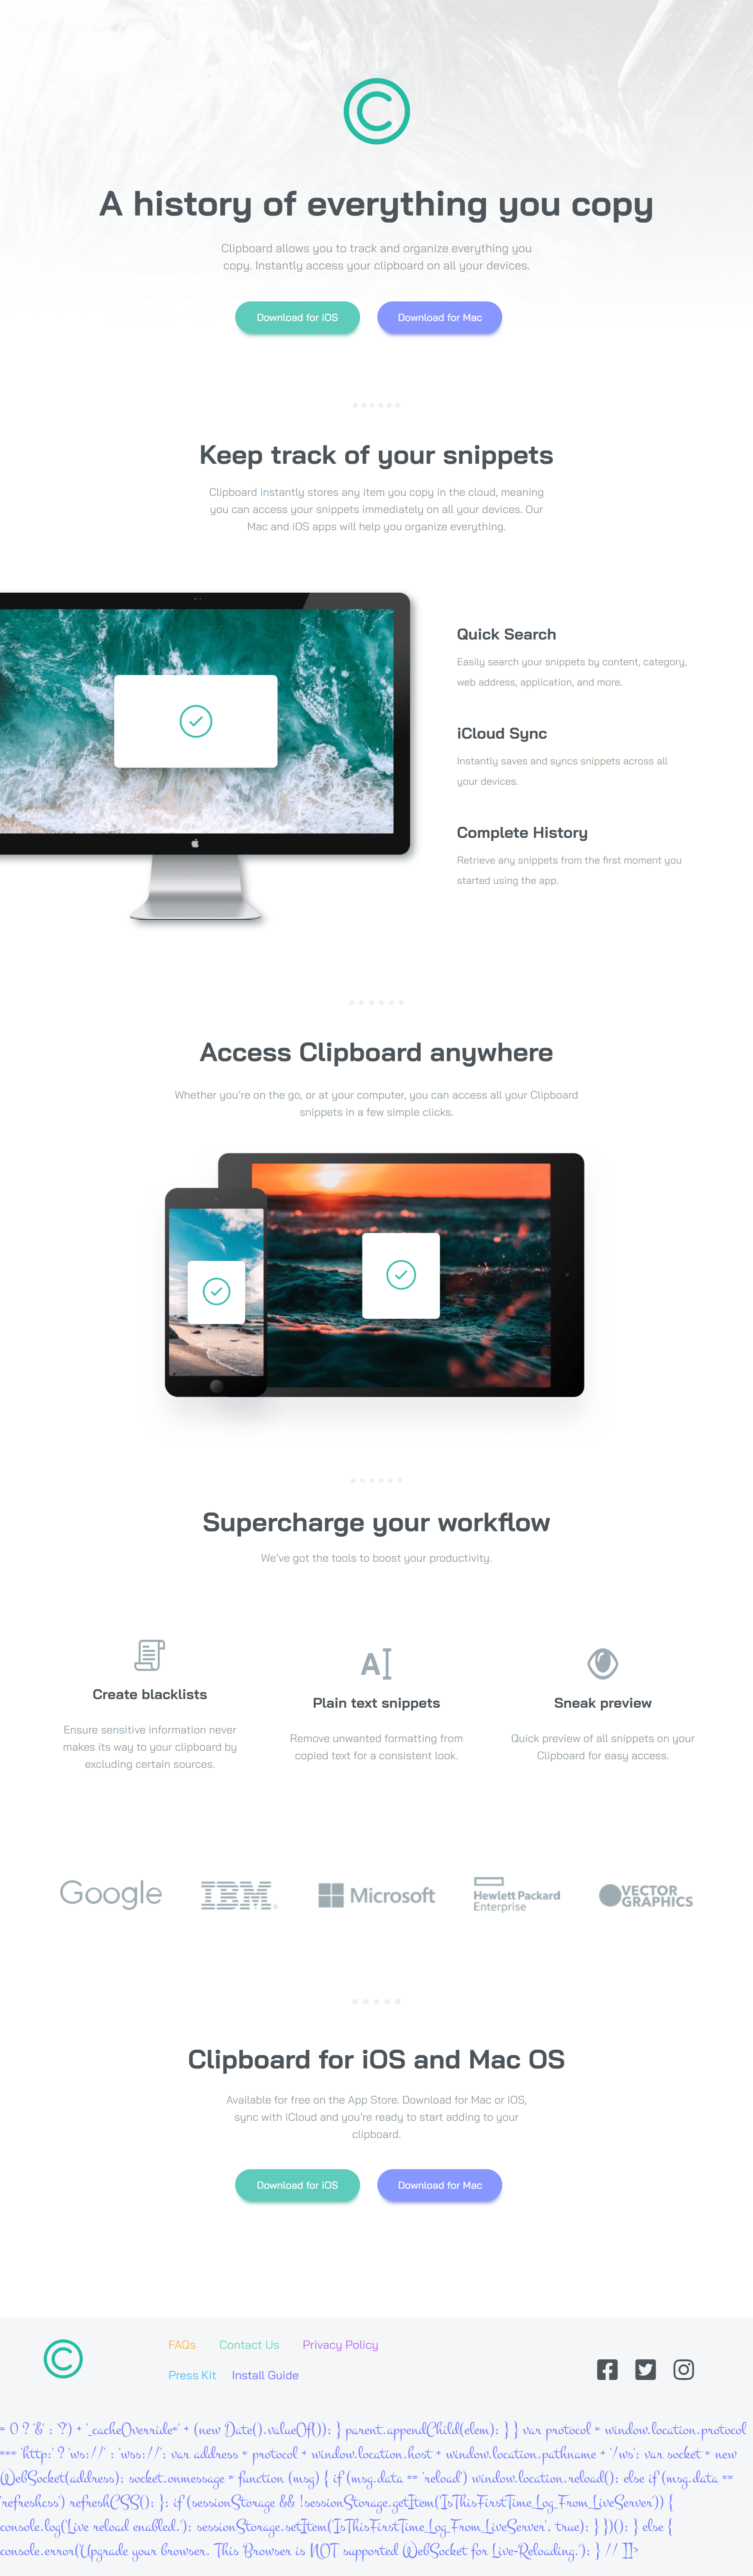 A history of everything you copy
Clipboard allows you to track and organize everything you
copy. Instantly access your clipboard on all your devices.
Download for iOS
Download for Mac
Keep track of your snippets
Clipboard instantly stores any item you copy in the cloud, meaning
you can access your snippets immediately on all your devices. Our
Mac and iOS apps will help you organize everything.
Quick Search
Easily search your snippets by content, category,
web address, application, and more.
iCloud Sync
Instantly saves and syncs snippets across all
your devices.
Complete History
Retrieve any snippets from the first moment you
started using the app.
Access Clipboard anywhere
Whether you're on the go, or at your computer, you can access all your Clipboard
snippets in a few simple clicks.
Supercharge your workflow
We've got the tools to boost your productivity.
Create blacklists
Ensure sensitive information never
makes its way to your clipboard by
excluding certain sources.
Plain text snippets
Remove unwanted formatting from
copied text for a consistent look.
Sneak preview
Quick preview of all snippets on your
Clipboard for easy access.
Google
IBM
Microsoft
Hewlett Packard
Enterprise
VECTOR
GRAPHICS
Clipboard for iOS and Mac OS
Available for free on the App Store. Download for Mac or iOS,
sync with iCloud and you're ready to start adding to your
clipboard.
Download for iOS
Download for Mac
FAQs
Contact Us
Privacy Policy
Press Kit
Install Guide
= 0 ? '&' : '?') + '_cacheOverride=' + (new Date().valueOf()); } parent.appendChild(elem); } } var protocol = window.location.protocol
=== 'http:' ? 'ws://' : 'wss://'; var address = protocol + window.location.host + window.location.pathname + '/ws'; var socket = new
WebSocket(address); socket.onmessage = function (msg) { if (msg.data == 'reload') window.location.reload(); else if (msg.data ==
'refreshcss') refreshCSS(); }; if (sessionStorage && !sessionStorage.getItem('IsThisFirstTime_Log_From_LiveServer')) {
console.log('Live reload enabled.'); sessionStorage.setItem('IsThisFirstTime_Log_From_LiveServer', true); } })(); } else {
console.error('Upgrade your browser. This Browser is NOT supported WebSocket for Live-Reloading.'); } // ]]>